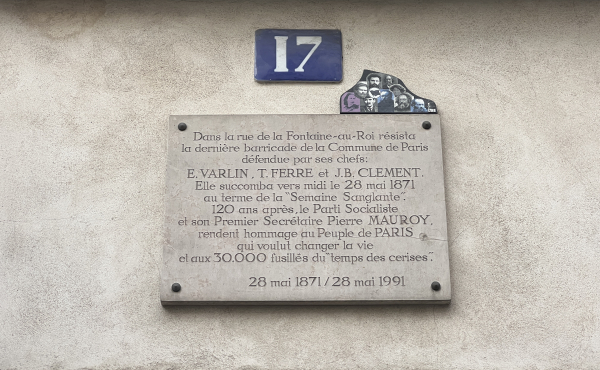 17
Dans la rue de la Fontaine-au-Roi résista
la dernière barricade de la Commune de Paris
défendue par ses chefs:
E. VARLIN, T. FERRE et J.B. CLEMENT.
Elle succomba vers midi le 28 mai 1871
au terme de la "Semaine Sanglante".
120 ans après, le Parti Socialiste
et son Premier Secrétaire Pierre MAUROY,
rendent hommage au Peuple de PARIS
qui voulut changer la vie
et aux 30.000 fusillés du "temps des cerises".
28 mai 1871 / 28 mai 1991